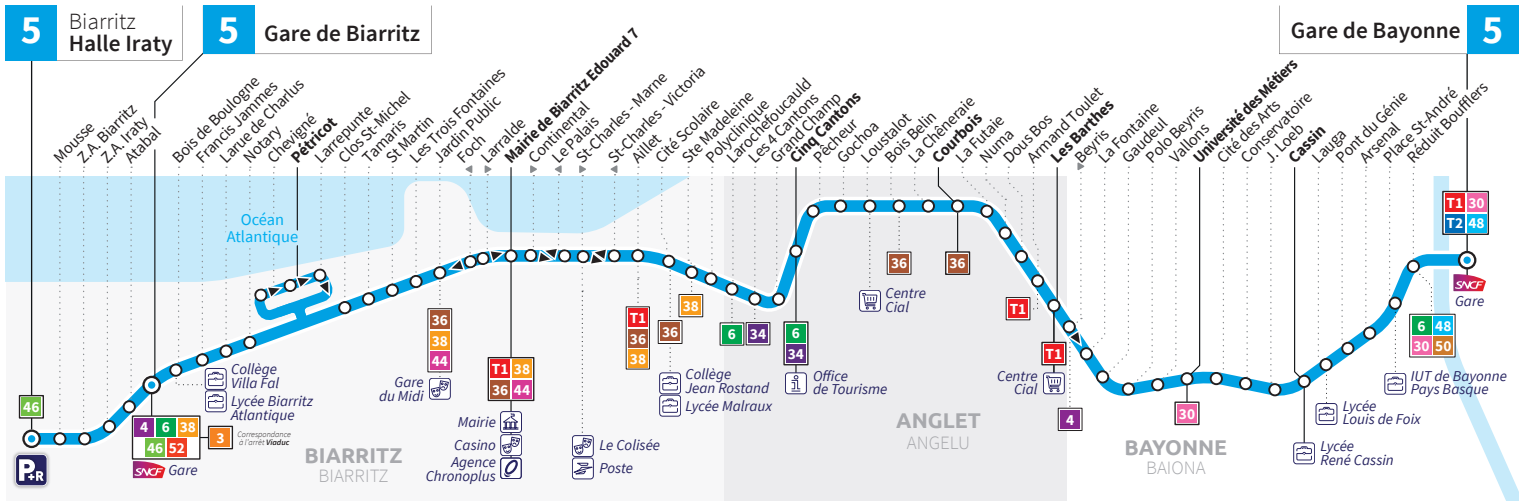 5
Biarritz
Halle Iraty
5
Gare de Biarritz
Gare de Bayonne
5
Mousse
Z.A. Biarritz
Z.A. Iraty
Atabal
Bois de Boulogne
Francis Jammes
Larue de Charlus
Notary
Chevigné
Pétricot
Larrepunte
Clos St-Michel
Tamaris
St Martin
Les Trois Fontaines
Jardin Public
Foch
Larralde
Mairie de Biarritz Edouard 7
Continental
Le Palais
St-Charles - Marne
St-Charles - Victoria
Aillet
Cité Scolaire
Ste Madeleine
Polyclinique
Larochefoucauld
Les 4 Cantons
Grand Champ
Cinq Cantons
Pêcheur
Gochoa
Loustalot
Bois Belin
La Chêneraie
Courbois
La Futaie
Numa
Dous Bos
Armand Toulet
Les Barthes
Beyris
La Fontaine
Gaudeul
Polo Beyris
Vallons
Université des Métiers
Cité des Arts
Conservatoire
J. Loeb
Cassin
Lauga
Pont du Génie
Arsenal
Place St-André
Réduit Boufflers
Océan
Atlantique
46
P+R
Collège
Villa Fal
Lycée Biarritz
Atlantique
4 6 38
46 52
3
Correspondance
à l'arrêt Viaduc
SNCF Gare
BIARRITZ
BIARRITZ
36
38
44
Gare
du Midi
T1 38
36 44
Mairie
Casino
Agence
Chronoplus
Le Colisée
Poste
T1
36
38
36
38
Collège
Jean Rostand
Lycée Malraux
6
34
6
34
Office
de Tourisme
Centre
Cial
36
36
ANGLET
ANGELU
T1
T1
Centre
Cial
4
BAYONNE
BAIONA
30
Lycée
René Cassin
Lycée
Louis de Foix
IUT de Bayonne
Pays Basque
6 48
30 50
T1 30
T2 48
SNCF
Gare